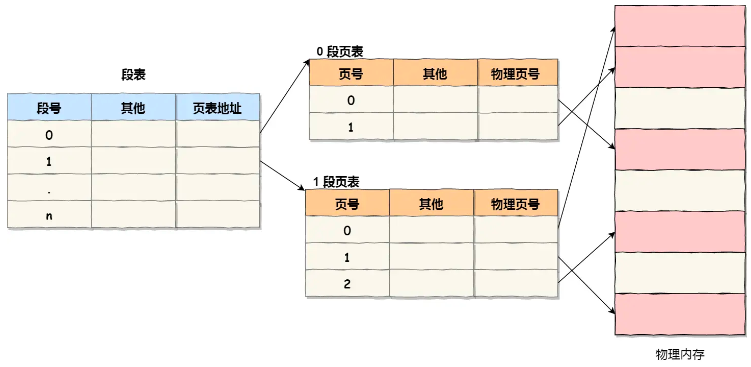 段表
段号 其他 页表地址
0
1
.
n
0 段页表
页号 其他 物理页号
0
1
1 段页表
页号 其他 物理页号
0
1
2
物理内存